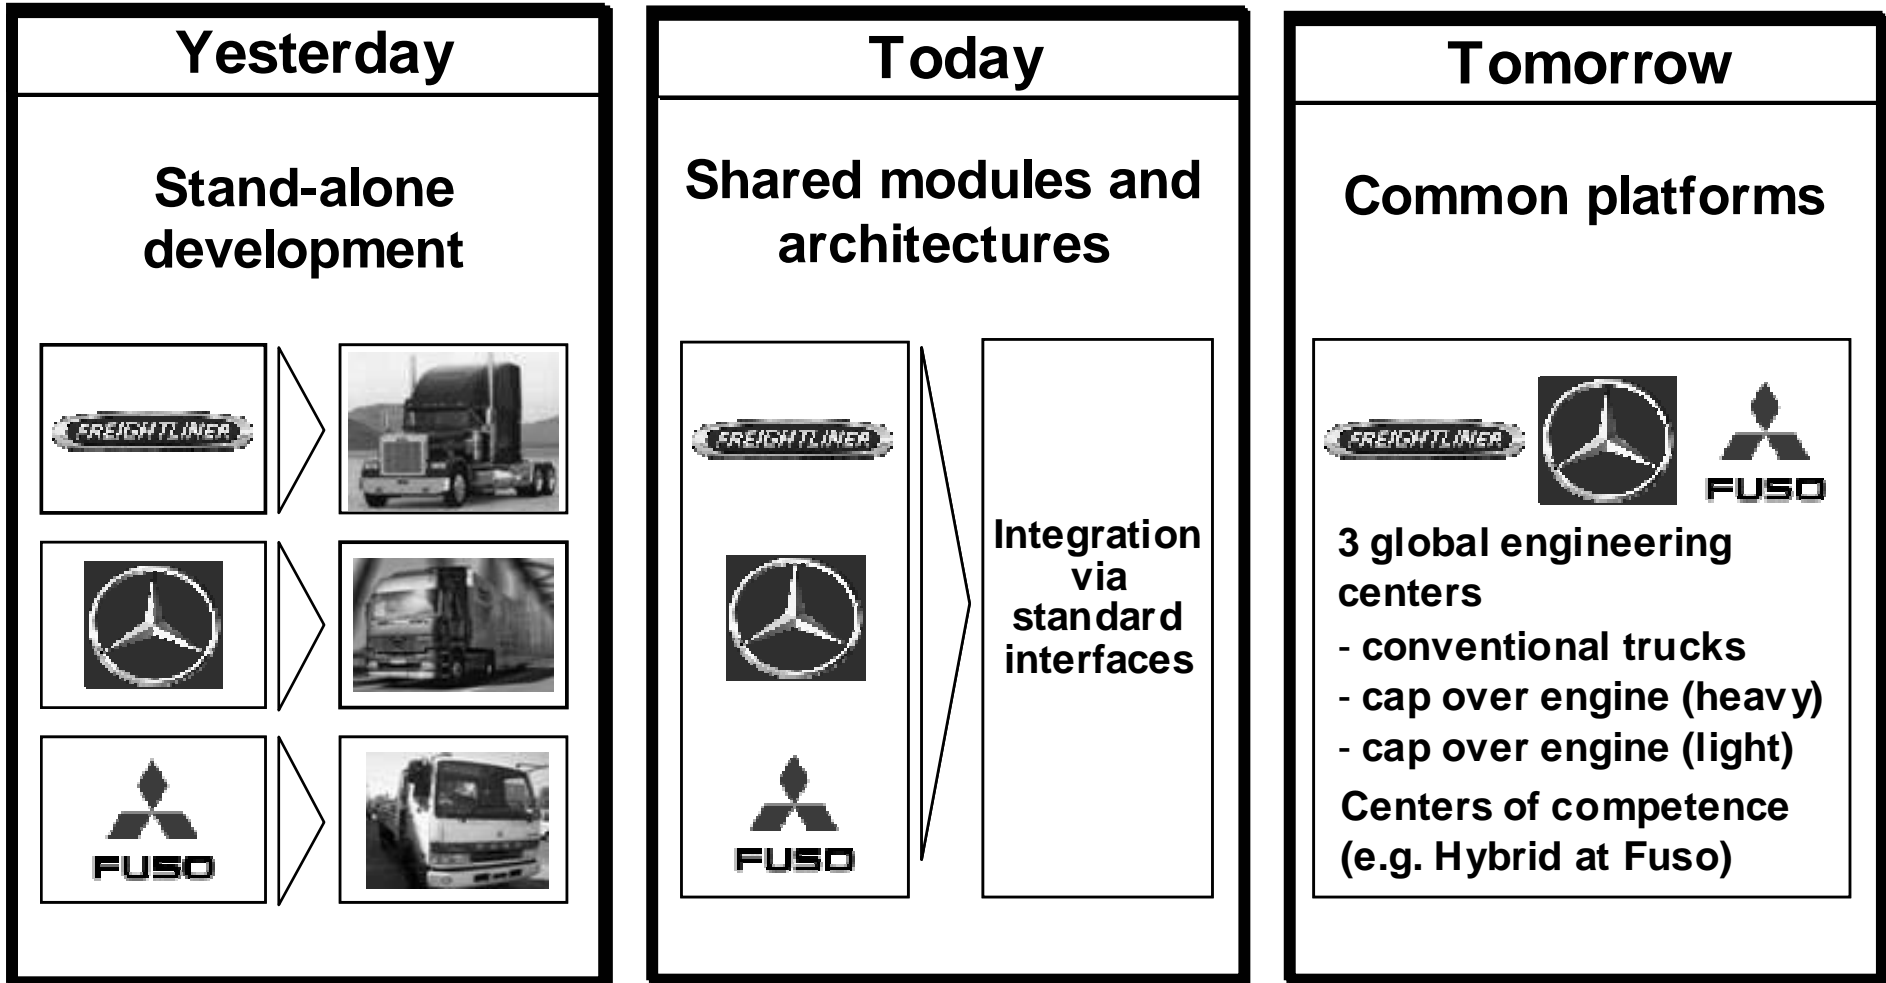 Yesterday
Stand-alone
development
FREIGHTLINER
FUSO
Today
Shared modules and
architectures
FREIGHTLINER
FUSO
Integration
via
standard
interfaces
Tomorrow
Common platforms
FREIGHTLINER
FUSO
3 global engineering
centers
- conventional trucks
- cap over engine (heavy)
- cap over engine (light)
Centers of competence
(e.g. Hybrid at Fuso)